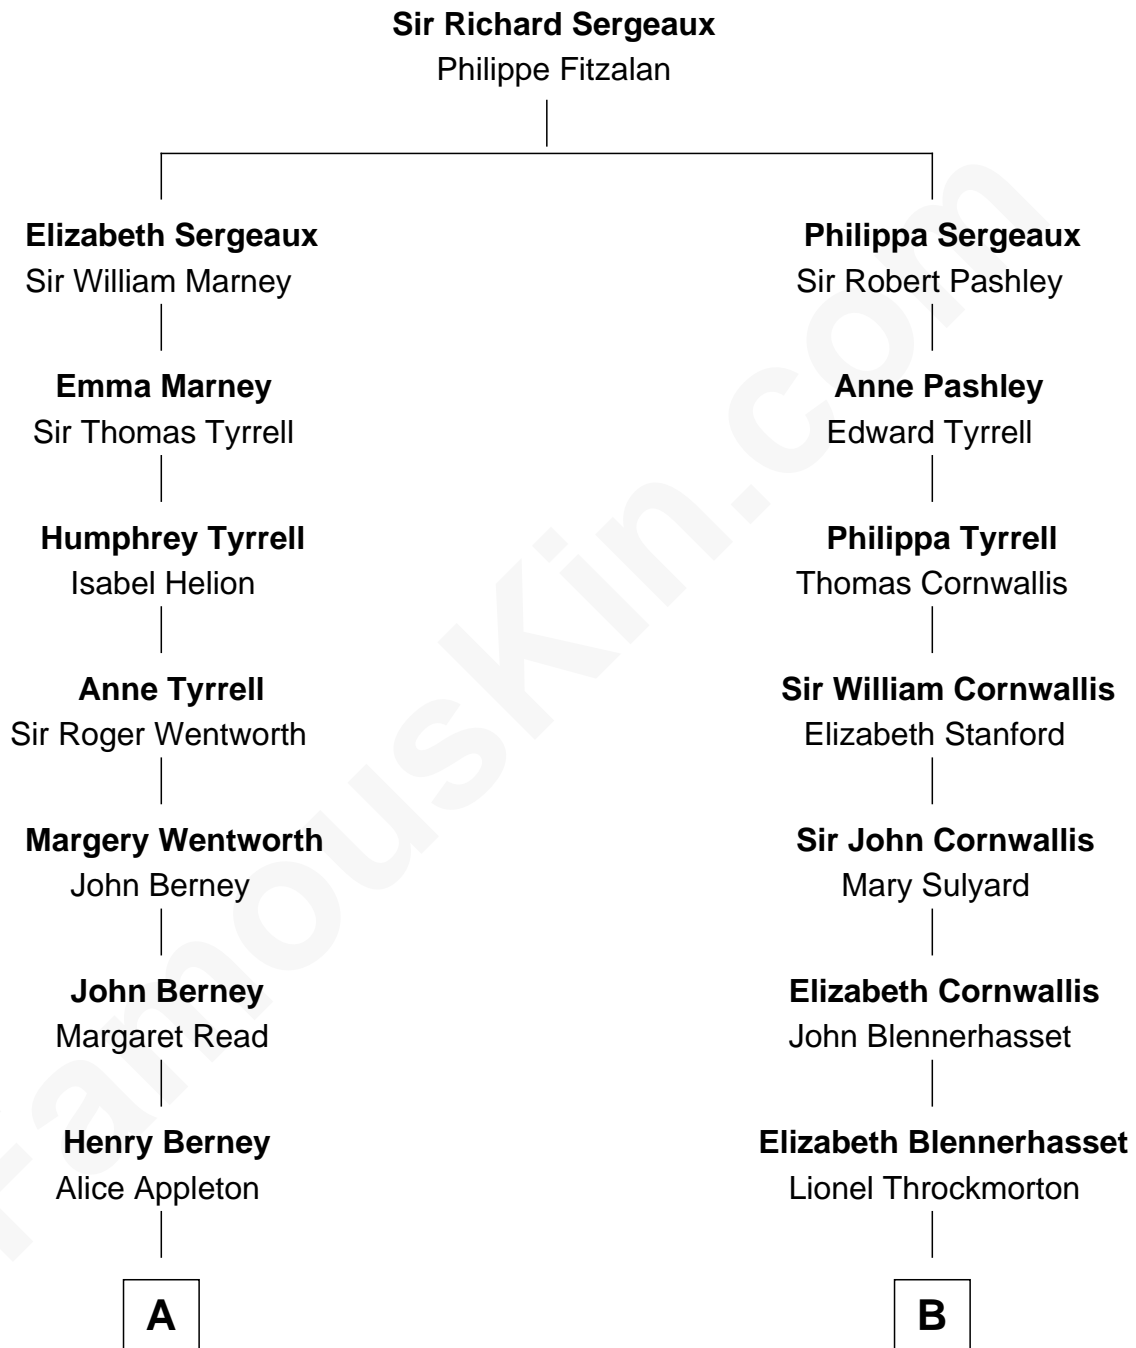 Sir Richard Sergeaux
Philippe Fitzalan
Elizabeth Sergeaux
Sir William Marney
Philippa Sergeaux
Sir Robert Pashley
Emma Marney
Sir Thomas Tyrrell
Anne Pashley
Edward Tyrrell
Humphrey Tyrrell
Isabel Helion
Philippa Tyrrell
Thomas Cornwallis
Anne Tyrrell
Sir Roger Wentworth
Sir William Cornwallis
Elizabeth Stanford
Margery Wentworth
John Berney
Sir John Cornwallis
Mary Sulyard
John Berney
Margaret Read
Elizabeth Cornwallis
John Blennerhasset
Henry Berney
Alice Appleton
Elizabeth Blennerhasset
Lionel Throckmorton
A
B
FamousKin.com